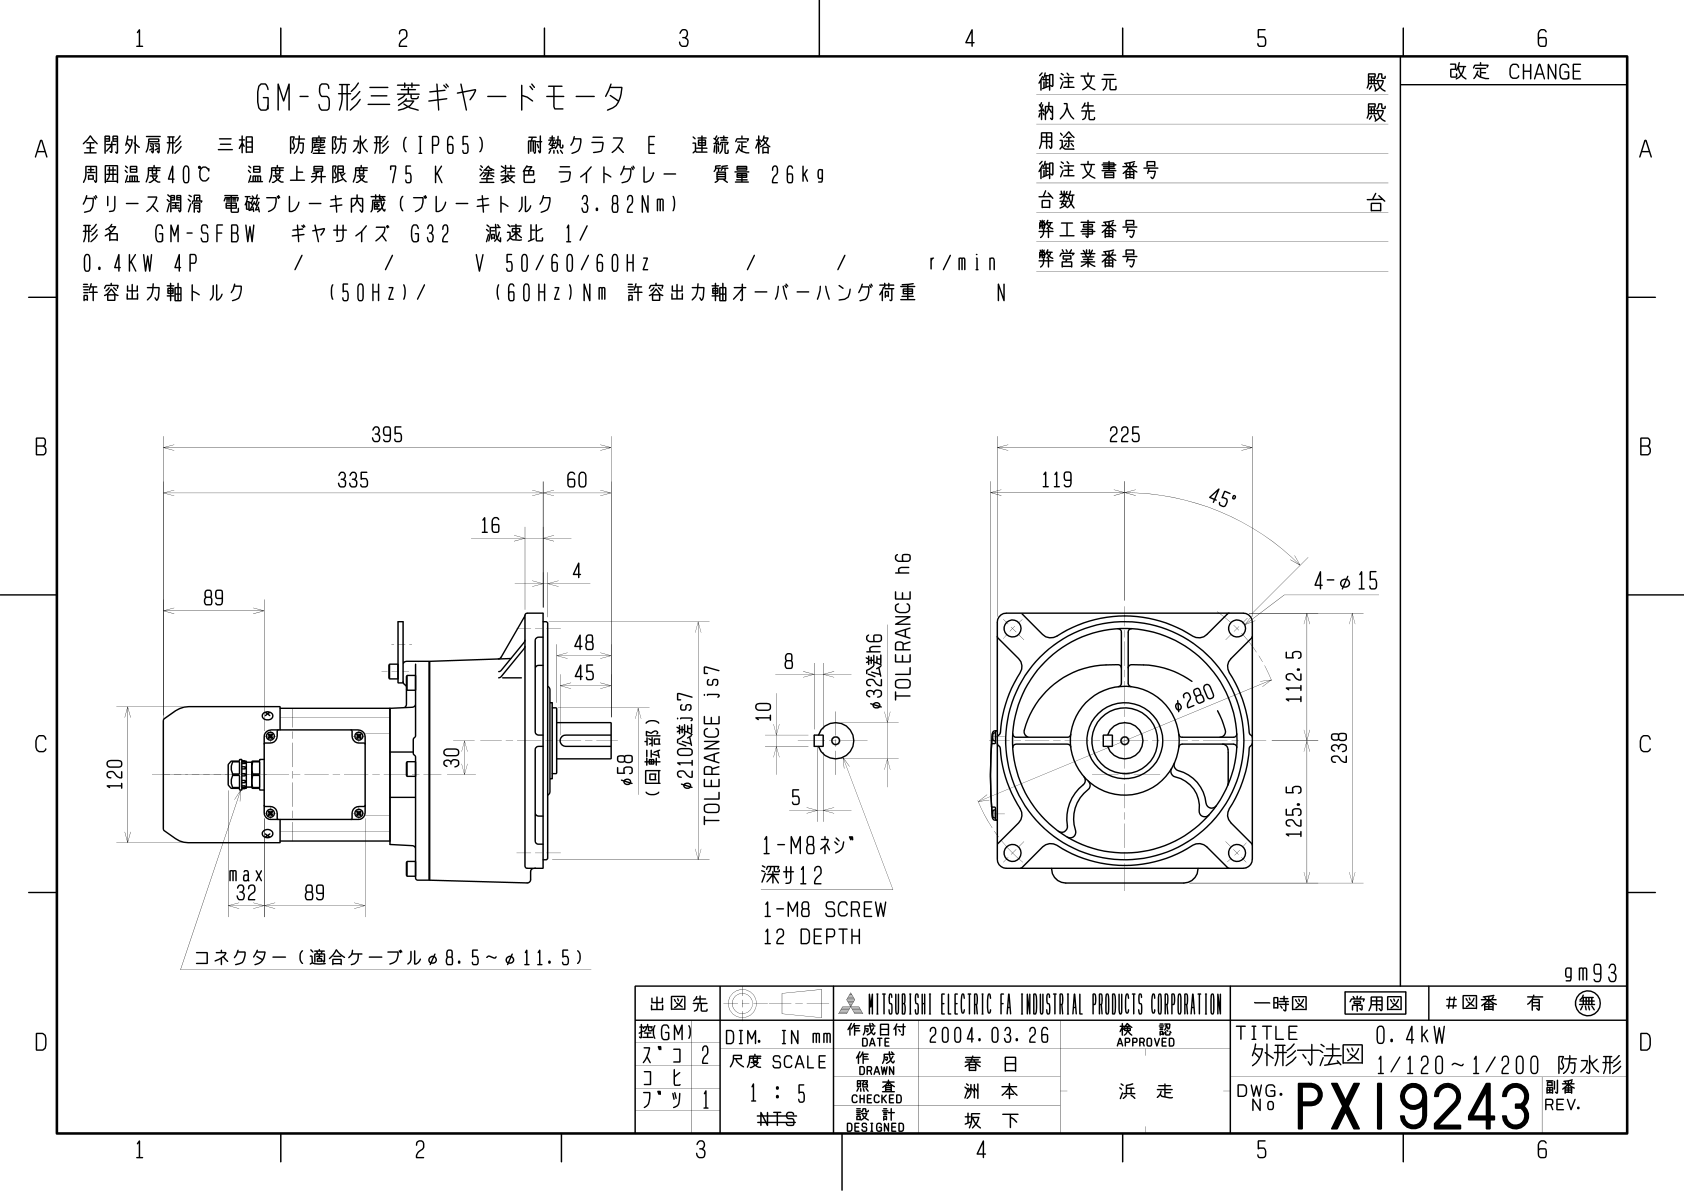 1 2 3 4 5 6
改定 CHANGE
GM-S形三菱ギヤードモータ
全閉外扇形 三相 防塵防水形(IP65) 耐熱クラス E 連続定格
周囲温度40℃ 温度上昇限度 75 K 塗装色 ライトグレー 質量 26kg
グリース潤滑 電磁ブレーキ内蔵(ブレーキトルク 3.82Nm)
形名 GM-SFBW ギヤサイズ G32 減速比 1/
0.4KW 4P / / V 50/60/60Hz / / r/min
許容出力軸トルク (50Hz)/ (60Hz)Nm 許容出力軸オーバーハング荷重 N
御注文元 殿
納入先 殿
用途
御注文書番号
台数 台
弊工事番号
弊営業番号
A A
B B
C C
D D
395
335 60
16
4
89
48
45
120
30
φ58
(回転部)
φ210公差js7
TOLERANCE js7
max
32
89
コネクター(適合ケーブルφ8.5~φ11.5)
8
10
5
φ32公差h6
TOLERANCE h6
1-M8ネジ
深サ12
1-M8 SCREW
12 DEPTH
225
119
45°
4-φ15
φ280
112.5
238
125.5
gm93
出図先
控(GM)
スﾞコ 2
コヒ
フﾞツ 1
DIM. IN mm
尺度 SCALE
1 : 5
NTS
MITSUBISHI ELECTRIC FA INDUSTRIAL PRODUCTS CORPORATION
作成日付
DATE
2004.03.26
検 認
APPROVED
作 成
DRAWN
春 日
照 査
CHECKED
洲 本
浜 走
設 計
DESIGNED
坂 下
一時図 常用図 #図番 有 無
TITLE 0.4kW
外形寸法図 1/120~1/200 防水形
DWG.
No
PX19243
副番
REV.
1 2 3 4 5 6